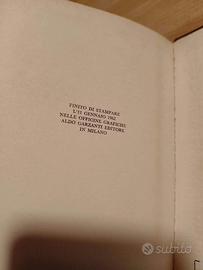 FINITO DI STAMPARE
L'11 GENNAIO 1962
NELLE OFFICINE GRAFICHE
ALDO GARZANTI EDITORE
IN MILANO
subito